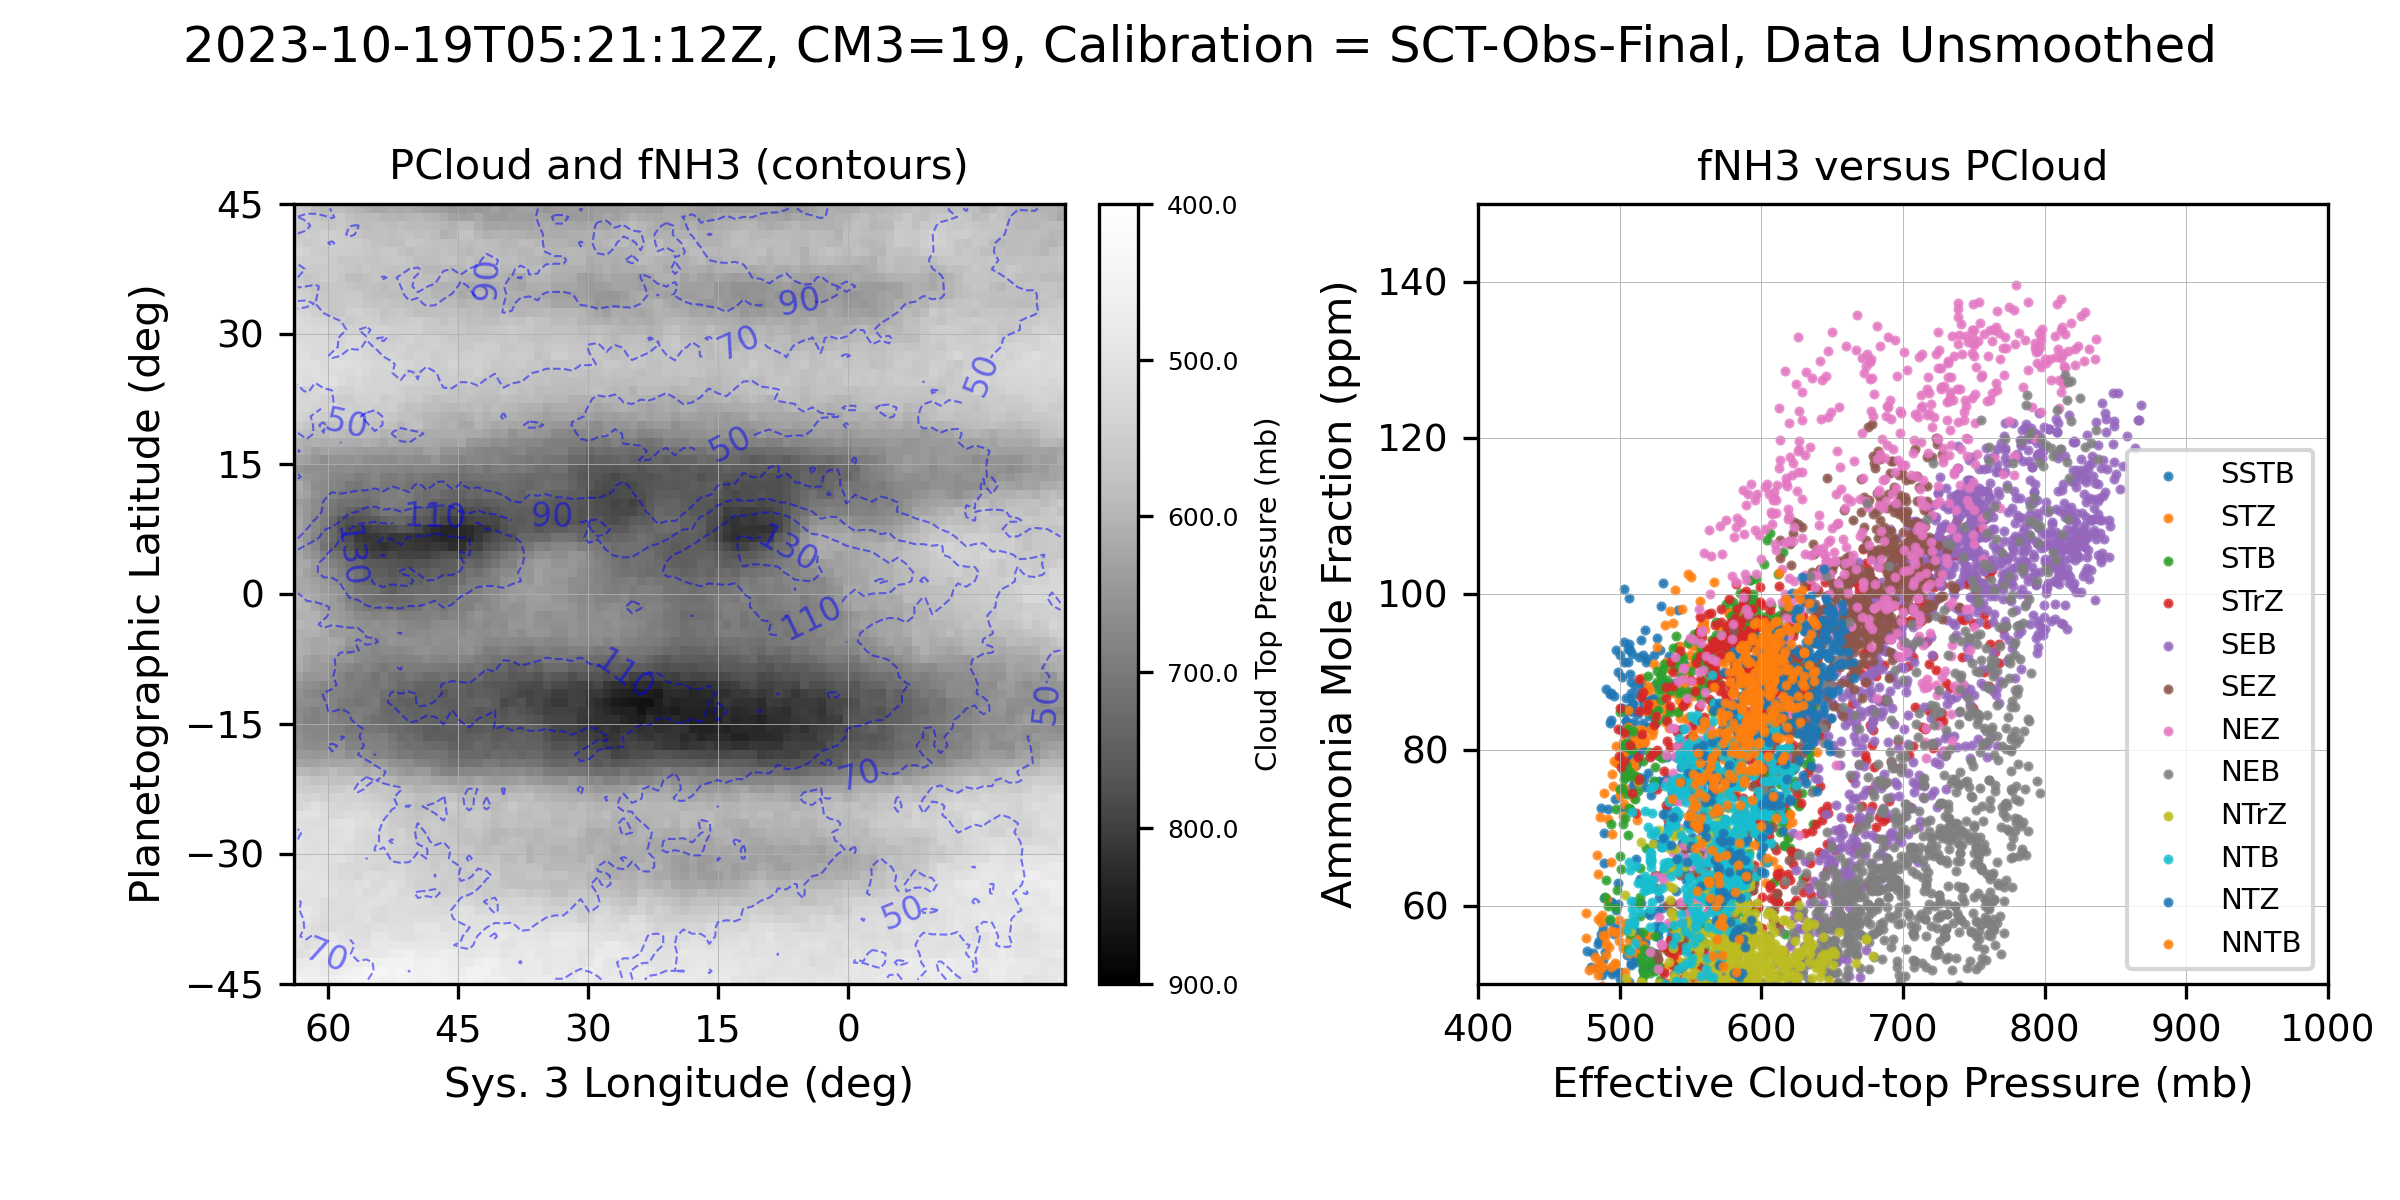 2023-10-19T05:21:12Z, CM3=19, Calibration = SCT-Obs-Final, Data Unsmoothed
PCloud and fNH3 (contours)
45
30
15
0
−15
−30
−45
Planetographic Latitude (deg)
60
45
30
15
0
Sys. 3 Longitude (deg)
90
90
70
50
50
50
110
90
130
130
110
110
50
70
50
70
400.0
500.0
600.0
700.0
800.0
900.0
Cloud Top Pressure (mb)
fNH3 versus PCloud
140
120
100
80
60
Ammonia Mole Fraction (ppm)
400
500
600
700
800
900
1000
Effective Cloud-top Pressure (mb)
SSTB
STZ
STB
STrZ
SEB
SEZ
NEZ
NEB
NTrZ
NTB
NTZ
NNTB